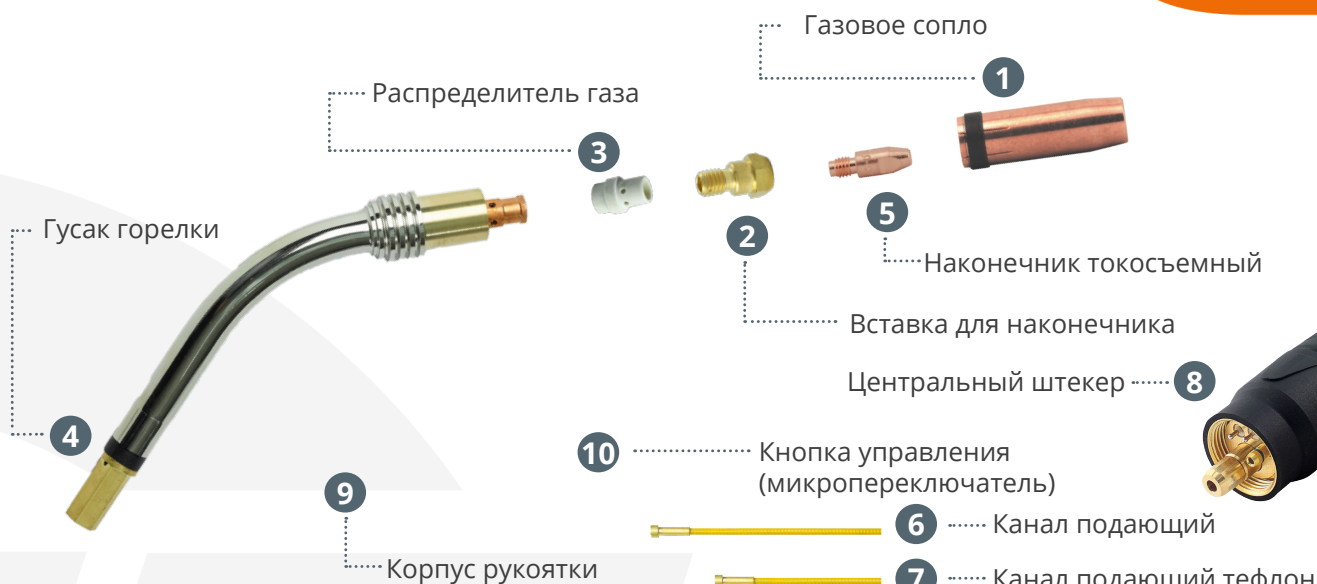 Газовое сопло
1
Распределитель газа
3
Гусак горелки
2
5
Наконечник токосъемный
Вставка для наконечника
Центральный штекер
8
4
10
Кнопка управления
(микропереключатель)
9
6
Канал подающий
Корпус рукоятки
7
Канал подающий тефлон